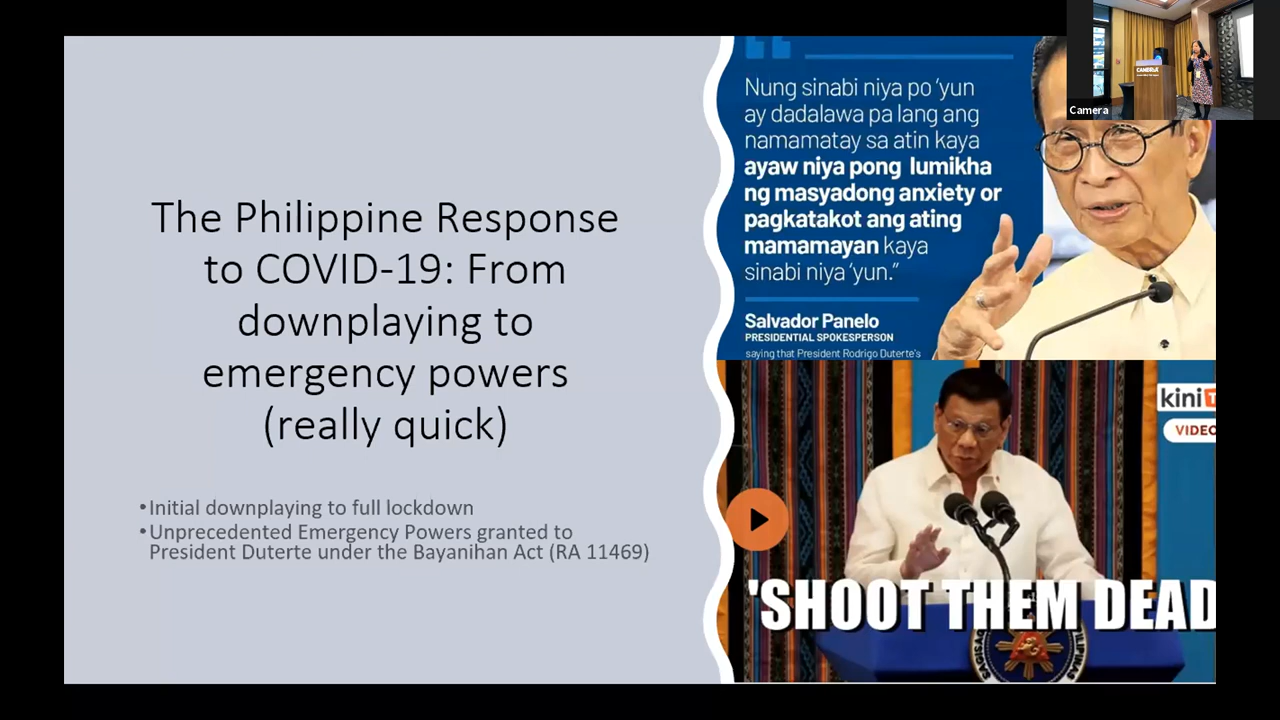 The Philippine Response
to COVID-19: From
downplaying to
emergency powers
(really quick)
•Initial downplaying to full lockdown
•Unprecedented Emergency Powers granted to
President Duterte under the Bayanihan Act (RA 11469)
Nung sinabi niya po ‘yun
ay dadalawa pa lang ang
namamatay sa atin kaya
ayaw niya pong lumikha
ng masyadong anxiety or
pagkatakot ang ating
mamamayan kaya
sinabi niya ‘yun.”
Salvador Panelo
PRESIDENTIAL SPOKESPERSON
saying that President Rodrigo Duterte's
kini
VIDEO
'SHOOT THEM DEAD
Camera
CAMBRIA